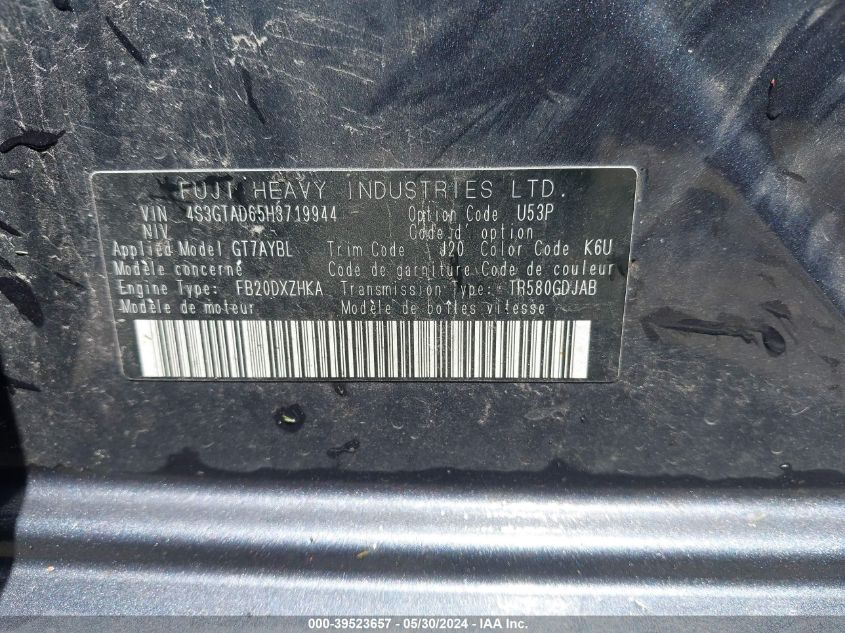 FUJI HEAVY INDUSTRIES LTD.
VIN 4S3GTAD65H8719944 Option Code U53P
NIV Code d'option
Applied Model GT7AYBL Trim Code J20 Color Code K6U
Modèle concerné Code de garniture Code de couleur
Engine Type: FB20DXZHKA Transmission Type: TR580GDJAB
Modèle de moteur Modèle de boîtes vitesse
000-39523657 - 05/30/2024 - IAA Inc.